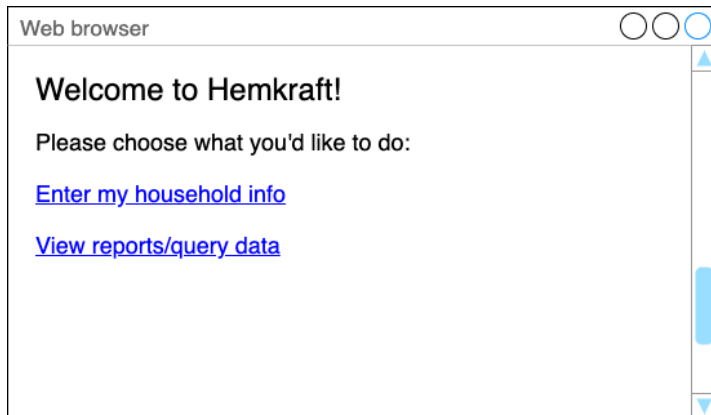 Web browser
Welcome to Hemkraft!
Please choose what you'd like to do:
Enter my household info
View reports/query data